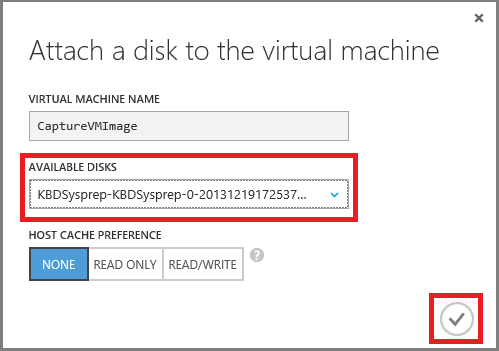 Attach a disk to the virtual machine
VIRTUAL MACHINE NAME
CaptureVMImage
AVAILABLE DISKS
KBDSysprep-KBDSysprep-0-20131219172537...
HOST CACHE PREFERENCE
NONE READ ONLY READ/WRITE ?